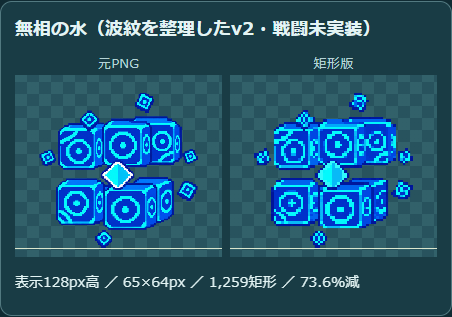 無相の水（波紋を整理したv2・戦闘未実装）
元PNG
矩形版
表示128px高 ／ 65×64px ／ 1,259矩形 ／ 73.6%減